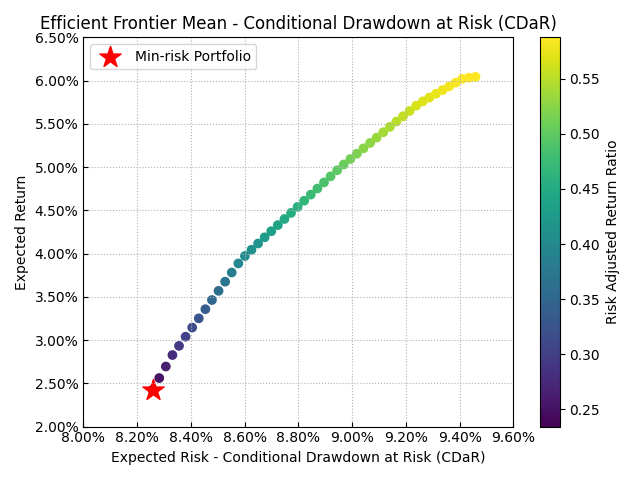 Efficient Frontier Mean - Conditional Drawdown at Risk (CDaR)
Min-risk Portfolio
Expected Return
6.50%
6.00%
5.50%
5.00%
4.50%
4.00%
3.50%
3.00%
2.50%
2.00%
8.00% 8.20% 8.40% 8.60% 8.80% 9.00% 9.20% 9.40% 9.60%
Expected Risk - Conditional Drawdown at Risk (CDaR)
0.55
0.50
0.45
0.40
0.35
0.30
0.25
Risk Adjusted Return Ratio